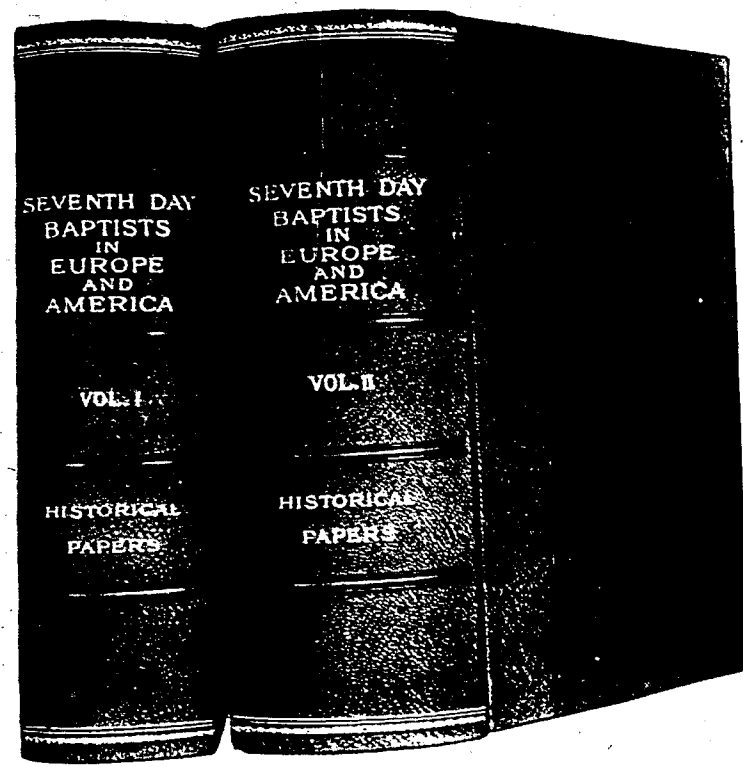 SEVENTH DAY
BAPTISTS
IN
EUROPE
AND
AMERICA
VOL. I
HISTORICAL
PAPERS
SEVENTH DAY
BAPTISTS
IN
EUROPE
AND
AMERICA
VOL. II
HISTORICAL
PAPERS